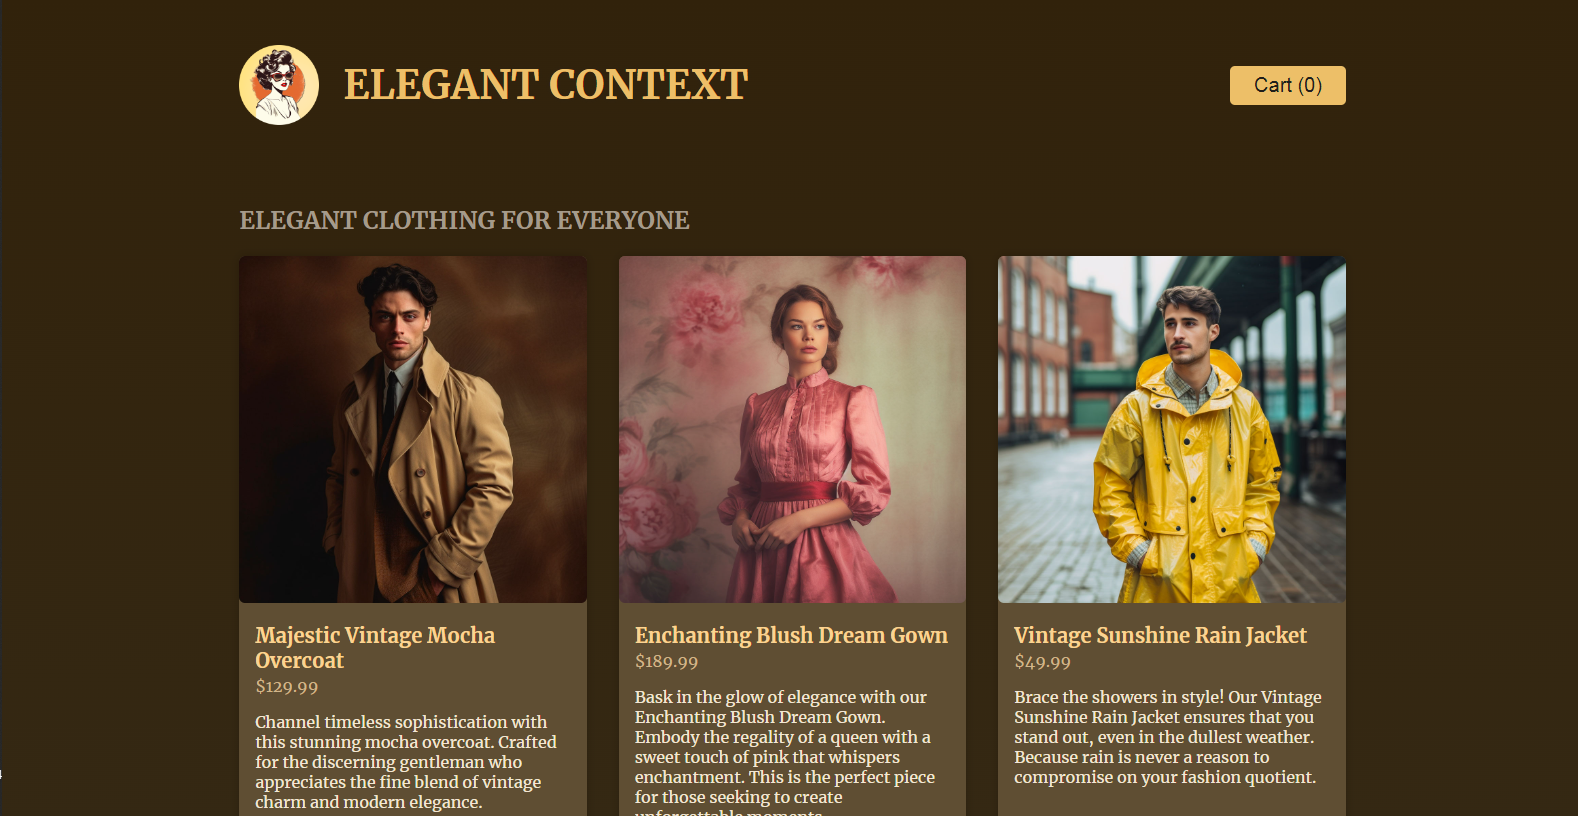 ELEGANT CONTEXT
Cart (0)
ELEGANT CLOTHING FOR EVERYONE
Majestic Vintage Mocha
Overcoat
$129.99
Channel timeless sophistication with
this stunning mocha overcoat. Crafted
for the discerning gentleman who
appreciates the fine blend of vintage
charm and modern elegance.
Enchanting Blush Dream Gown
$189.99
Bask in the glow of elegance with our
Enchanting Blush Dream Gown.
Embody the regality of a queen with a
sweet touch of pink that whispers
enchantment. This is the perfect piece
for those seeking to create
unforgettable moments.
Vintage Sunshine Rain Jacket
$49.99
Brace the showers in style! Our Vintage
Sunshine Rain Jacket ensures that you
stand out, even in the dullest weather.
Because rain is never a reason to
compromise on your fashion quotient.